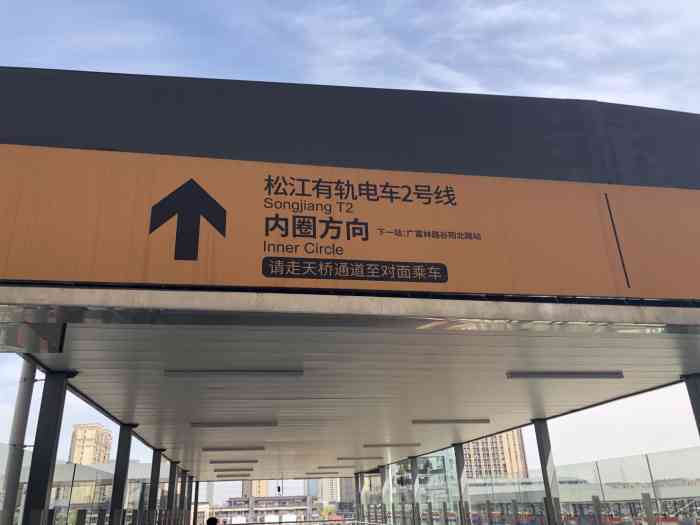 松江有轨电车2号线
Songjiang T2
内圈方向 下一站:广富林路谷阳北路站
Inner Circle
请走天桥通道至对面乘车